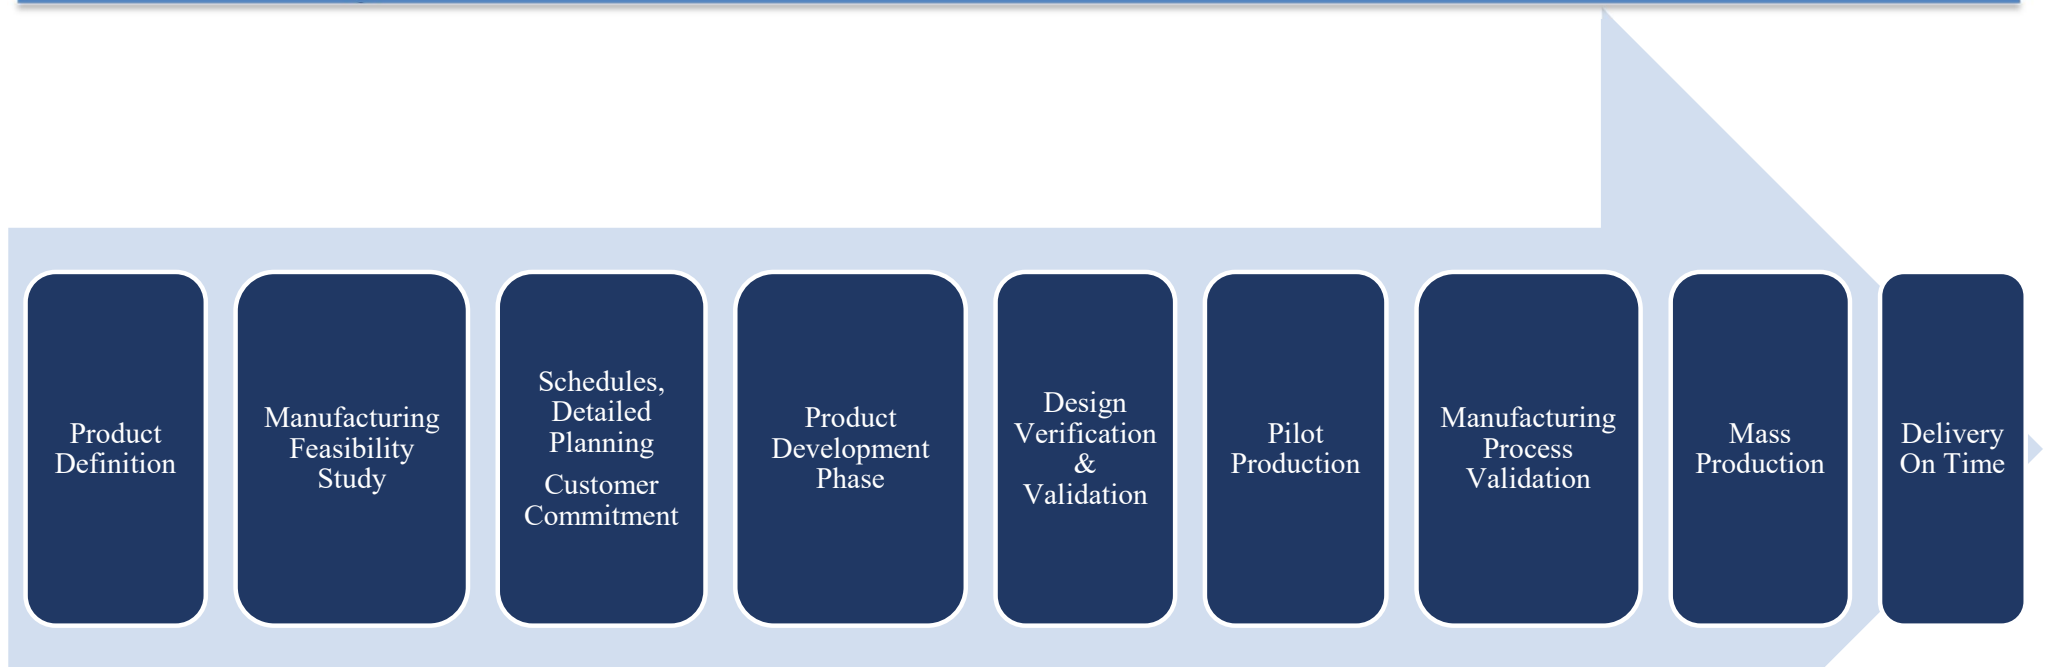 Product
Definition
Manufacturing
Feasibility
Study
Schedules,
Detailed
Planning
Customer
Commitment
Product
Development
Phase
Design
Verification
&
Validation
Pilot
Production
Manufacturing
Process
Validation
Mass
Production
Delivery
On Time